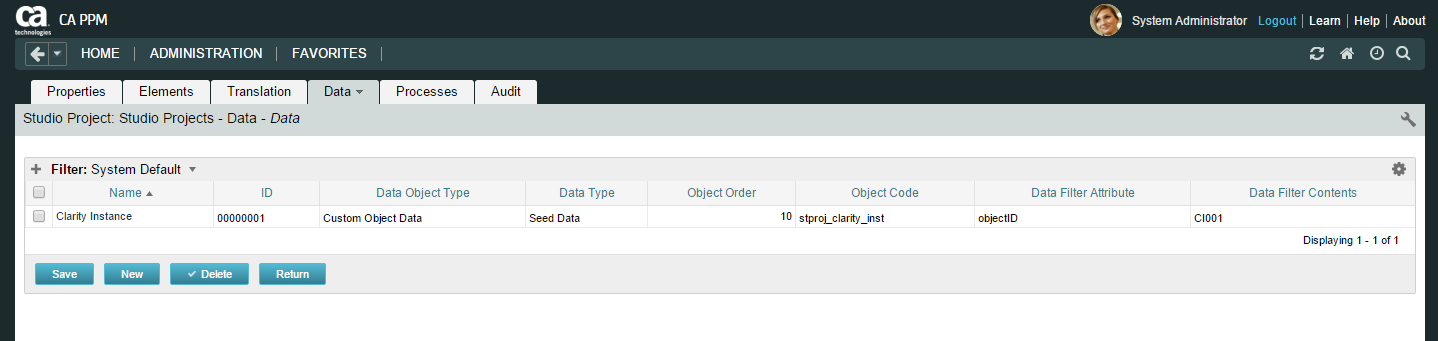 ca
technologies
CA PPM
System Administrator Logout Learn Help About
HOME ADMINISTRATION FAVORITES
Properties Elements Translation Data Processes Audit
Studio Project: Studio Projects - Data - Data
Filter: System Default
Name ID Data Object Type Data Type Object Order Object Code Data Filter Attribute Data Filter Contents
Clarity Instance 00000001 Custom Object Data Seed Data 10 stproj_clarity_inst objectID CI001
Displaying 1 - 1 of 1
Save New Delete Return